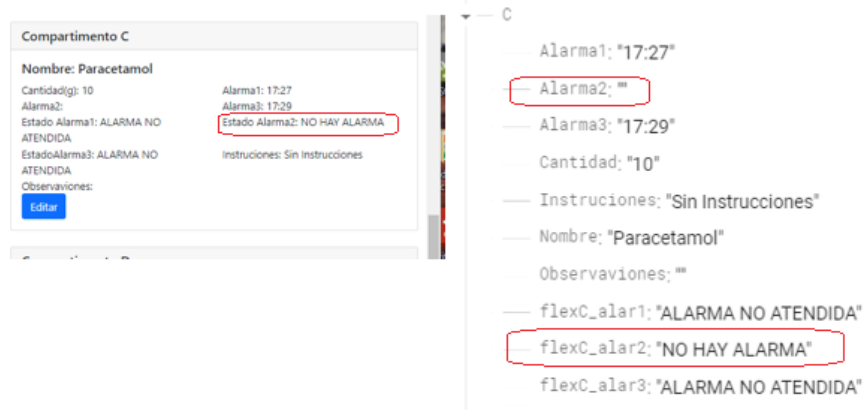 Compartimento C
Nombre: Paracetamol
Cantidad(g): 10
Alarma1: 17:27
Alarma2:
Alarma3: 17:29
Estado Alarma1: ALARMA NO
ATENDIDA
Estado Alarma2: NO HAY ALARMA
EstadoAlarma3: ALARMA NO
ATENDIDA
Instruciones: Sin Instrucciones
Observaviones:
Editar
C
Alarma1: "17:27"
Alarma2: ""
Alarma3: "17:29"
Cantidad: "10"
Instruciones: "Sin Instrucciones"
Nombre: "Paracetamol"
Observaviones: ""
flexC_alar1: "ALARMA NO ATENDIDA"
flexC_alar2: "NO HAY ALARMA"
flexC_alar3: "ALARMA NO ATENDIDA"